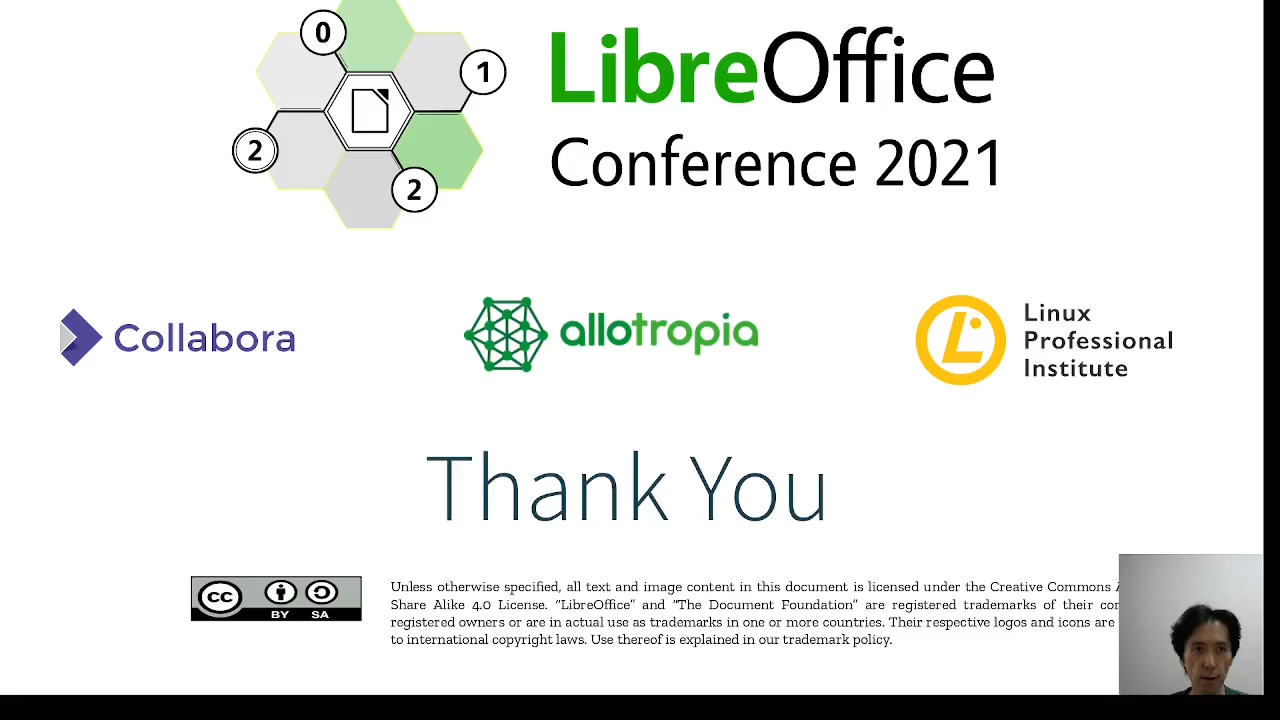 0
1
2
2
LibreOffice
Conference 2021
Collabora
allotropia
Linux
Professional
Institute
Thank You
cc
BY SA
Unless otherwise specified, all text and image content in this document is licensed under the Creative Commons
Share Alike 4.0 License. “LibreOffice” and “The Document Foundation” are registered trademarks of their
registered owners or are in actual use as trademarks in one or more countries. Their respective logos and icons are
to international copyright laws. Use thereof is explained in our trademark policy.